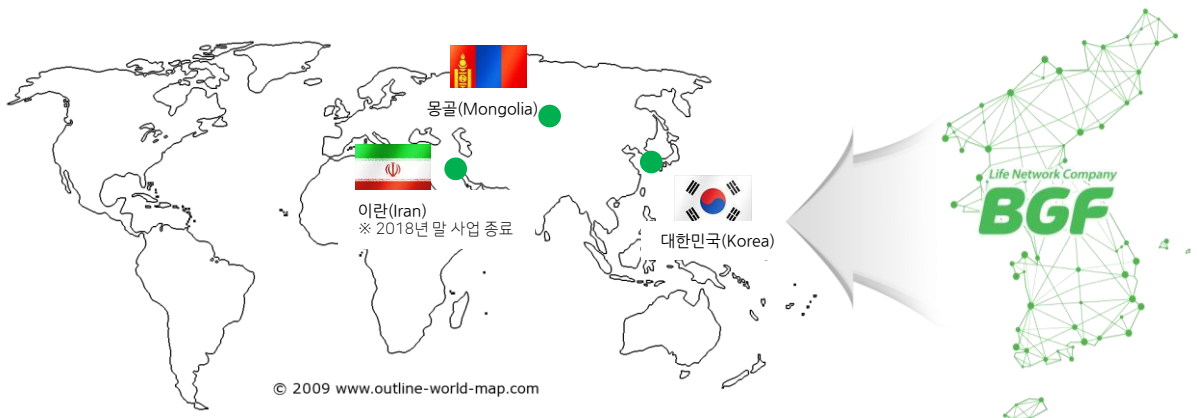 몽골(Mongolia)
이란(Iran)
※ 2018년 말 사업 종료
대한민국(Korea)
© 2009 www.outline-world-map.com
Life Network Company
BGF